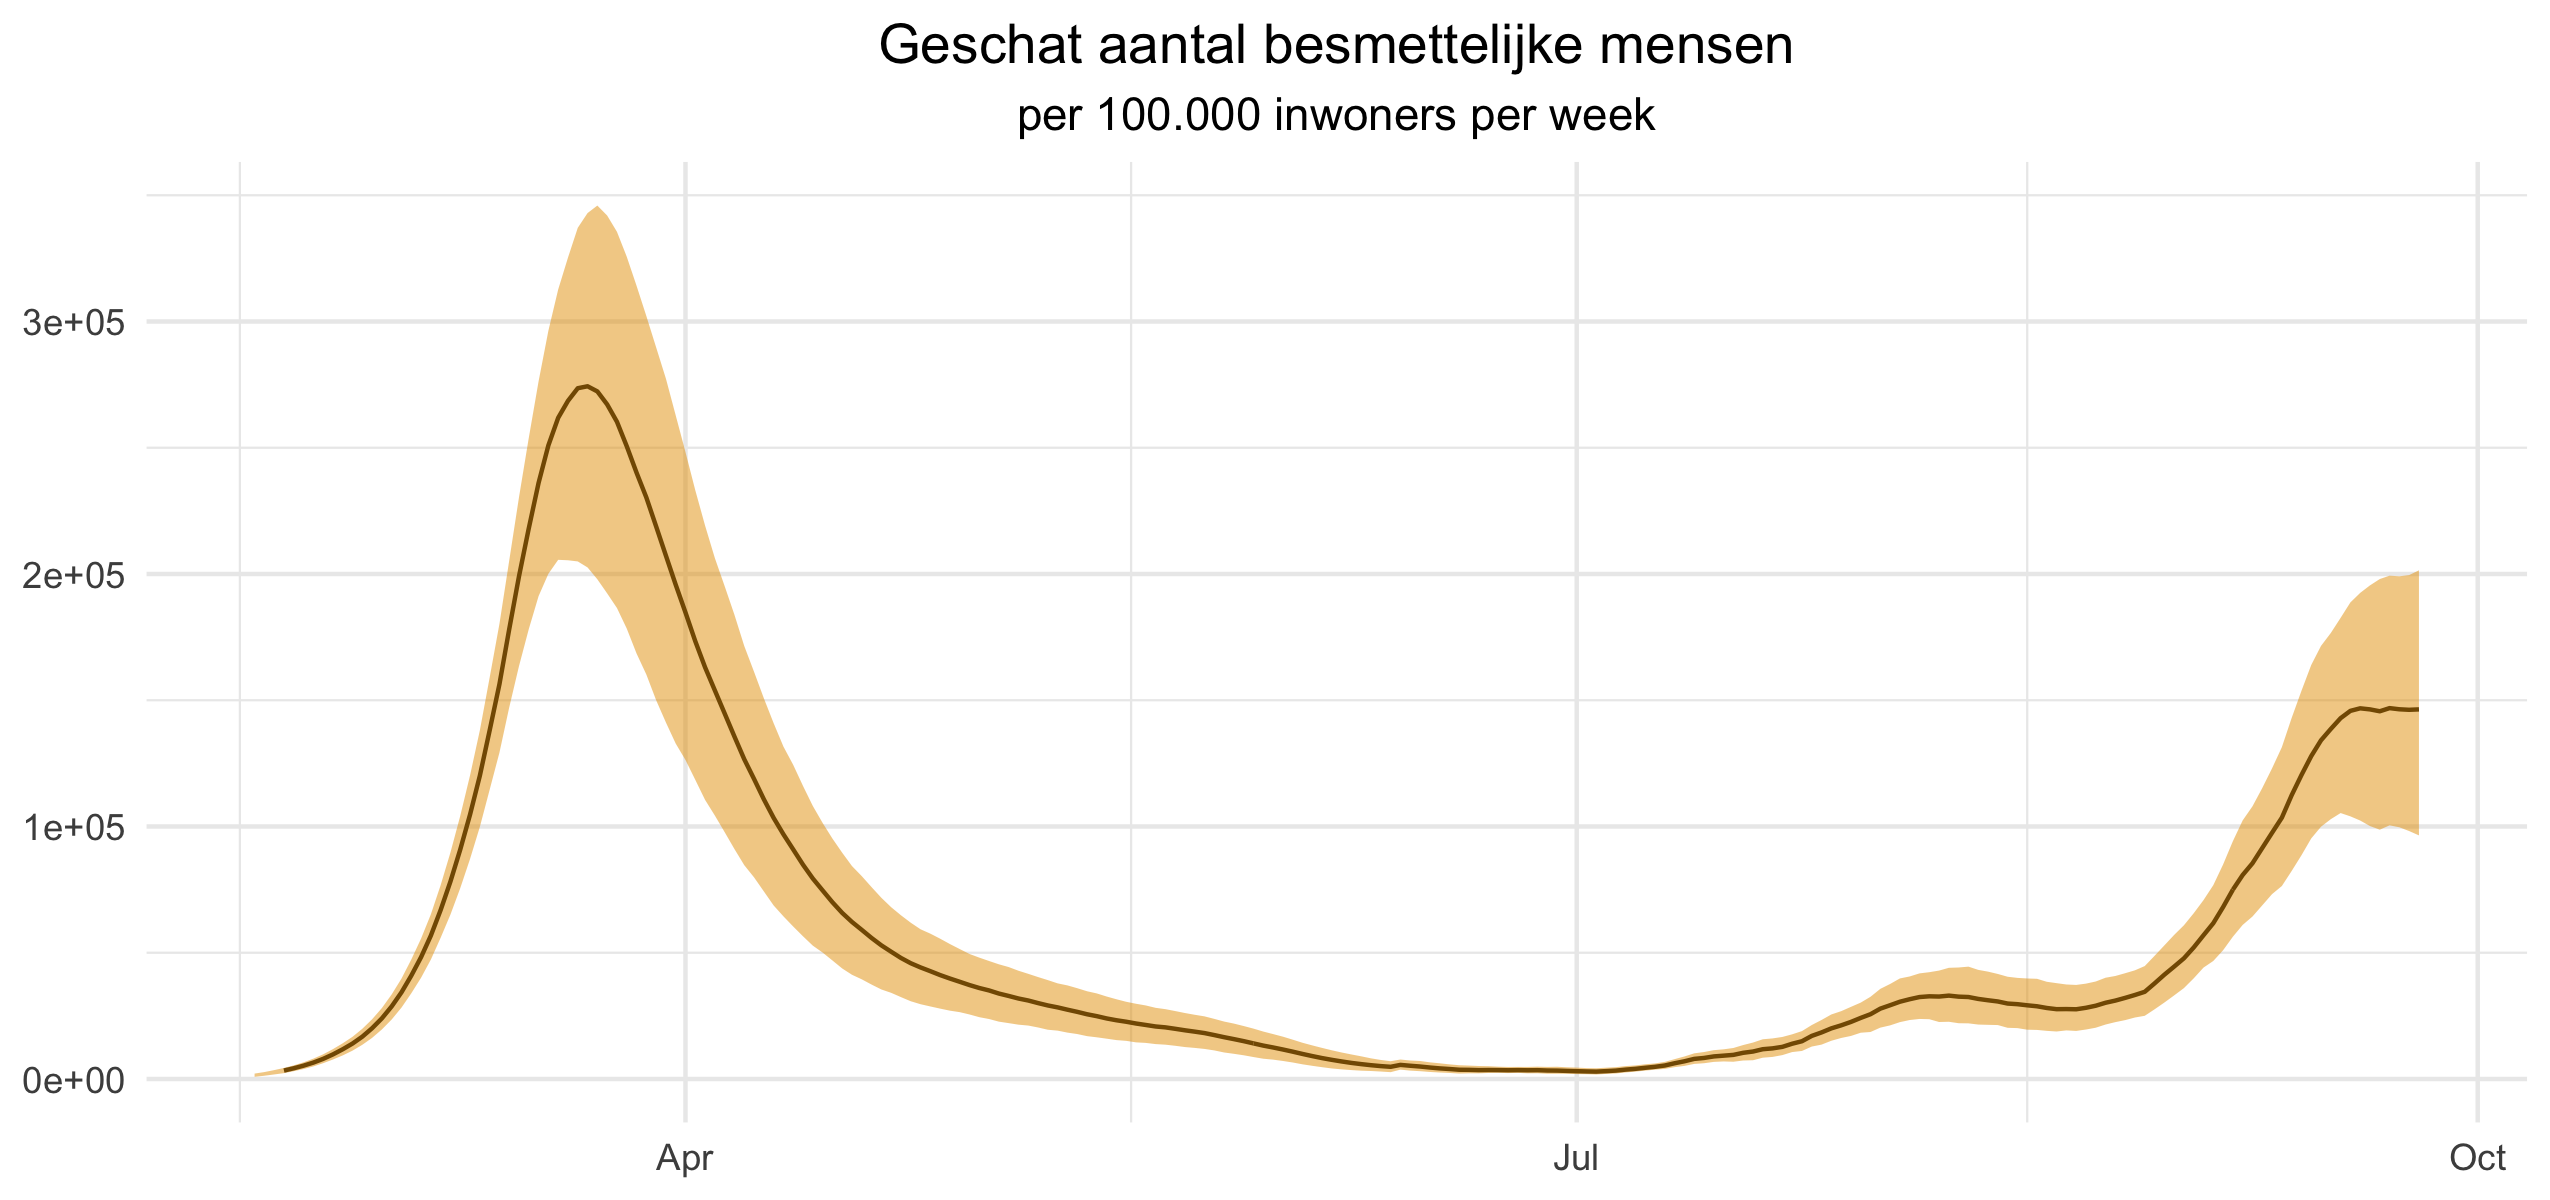 Geschat aantal besmettelijke mensen
per 100.000 inwoners per week
3e+05
2e+05
1e+05
0e+00
Apr Jul Oct